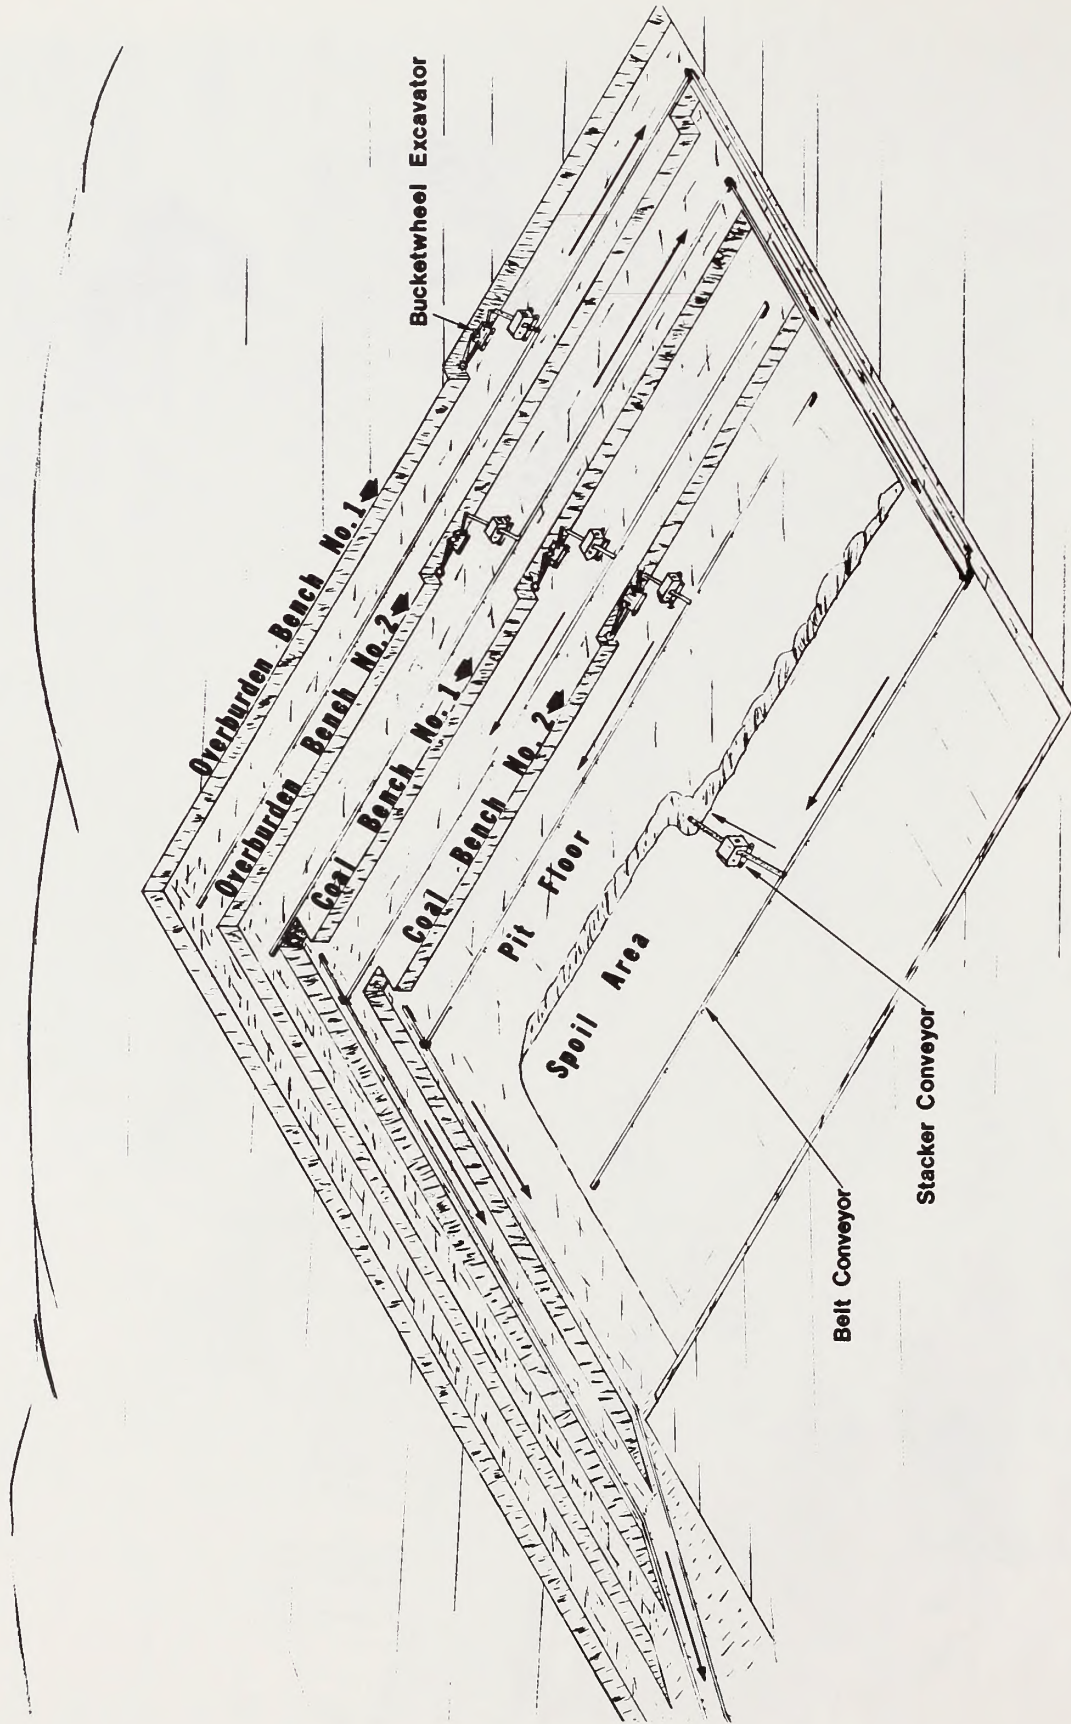 Overburden Bench No. 1
Overburden Bench No. 2
Coal Bench No. 1
Coal Bench No. 2
Pit Floor
Spoil Area
Bucketwheel Excavator
Belt Conveyor
Stacker Conveyor